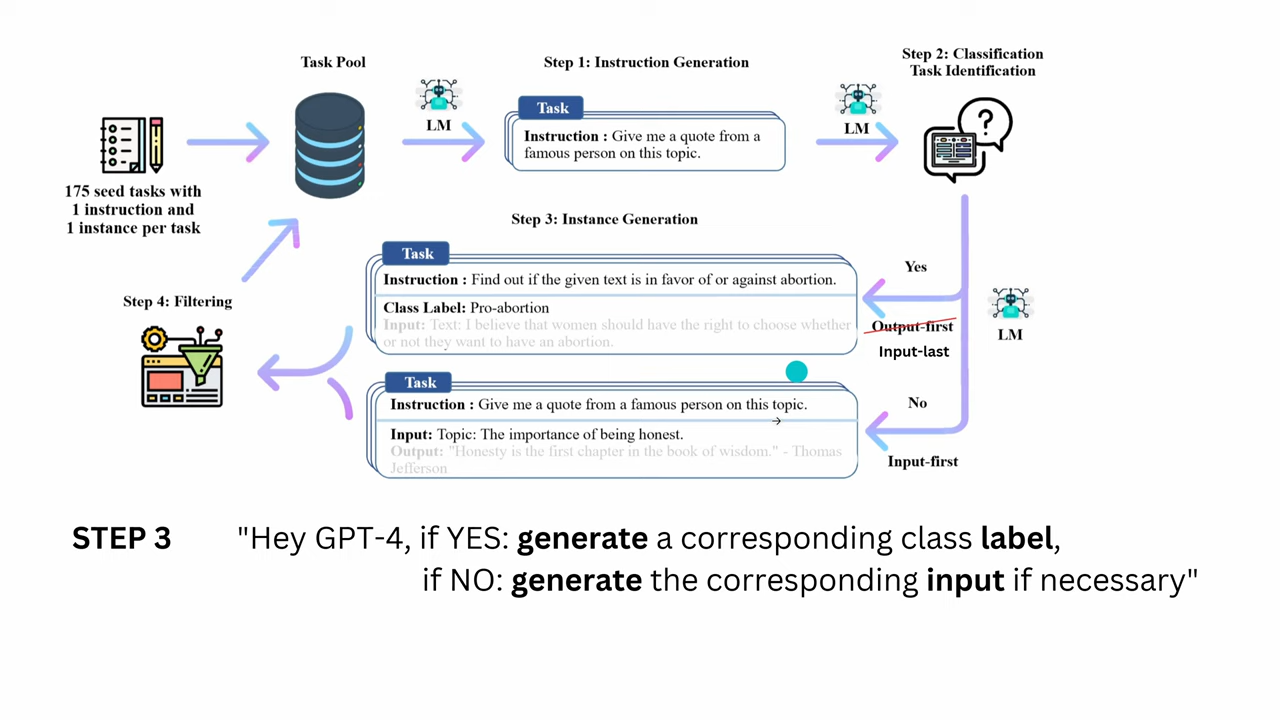 Task Pool
Step 1: Instruction Generation
Step 2: Classification
Task Identification
LM
Task
Instruction : Give me a quote from a
famous person on this topic.
LM
175 seed tasks with
1 instruction and
1 instance per task
Step 3: Instance Generation
Task
Instruction : Find out if the given text is in favor of or against abortion.
Class Label: Pro-abortion
Input: Text: I believe that women should have the right to choose whether
or not they want to have an abortion.
Yes
Output-first
Input-last
LM
Step 4: Filtering
Task
Instruction : Give me a quote from a famous person on this topic.
Input: Topic: The importance of being honest.
Output: "Honesty is the first chapter in the book of wisdom." - Thomas
Jefferson
No
Input-first
STEP 3 "Hey GPT-4, if YES: generate a corresponding class label,
if NO: generate the corresponding input if necessary"